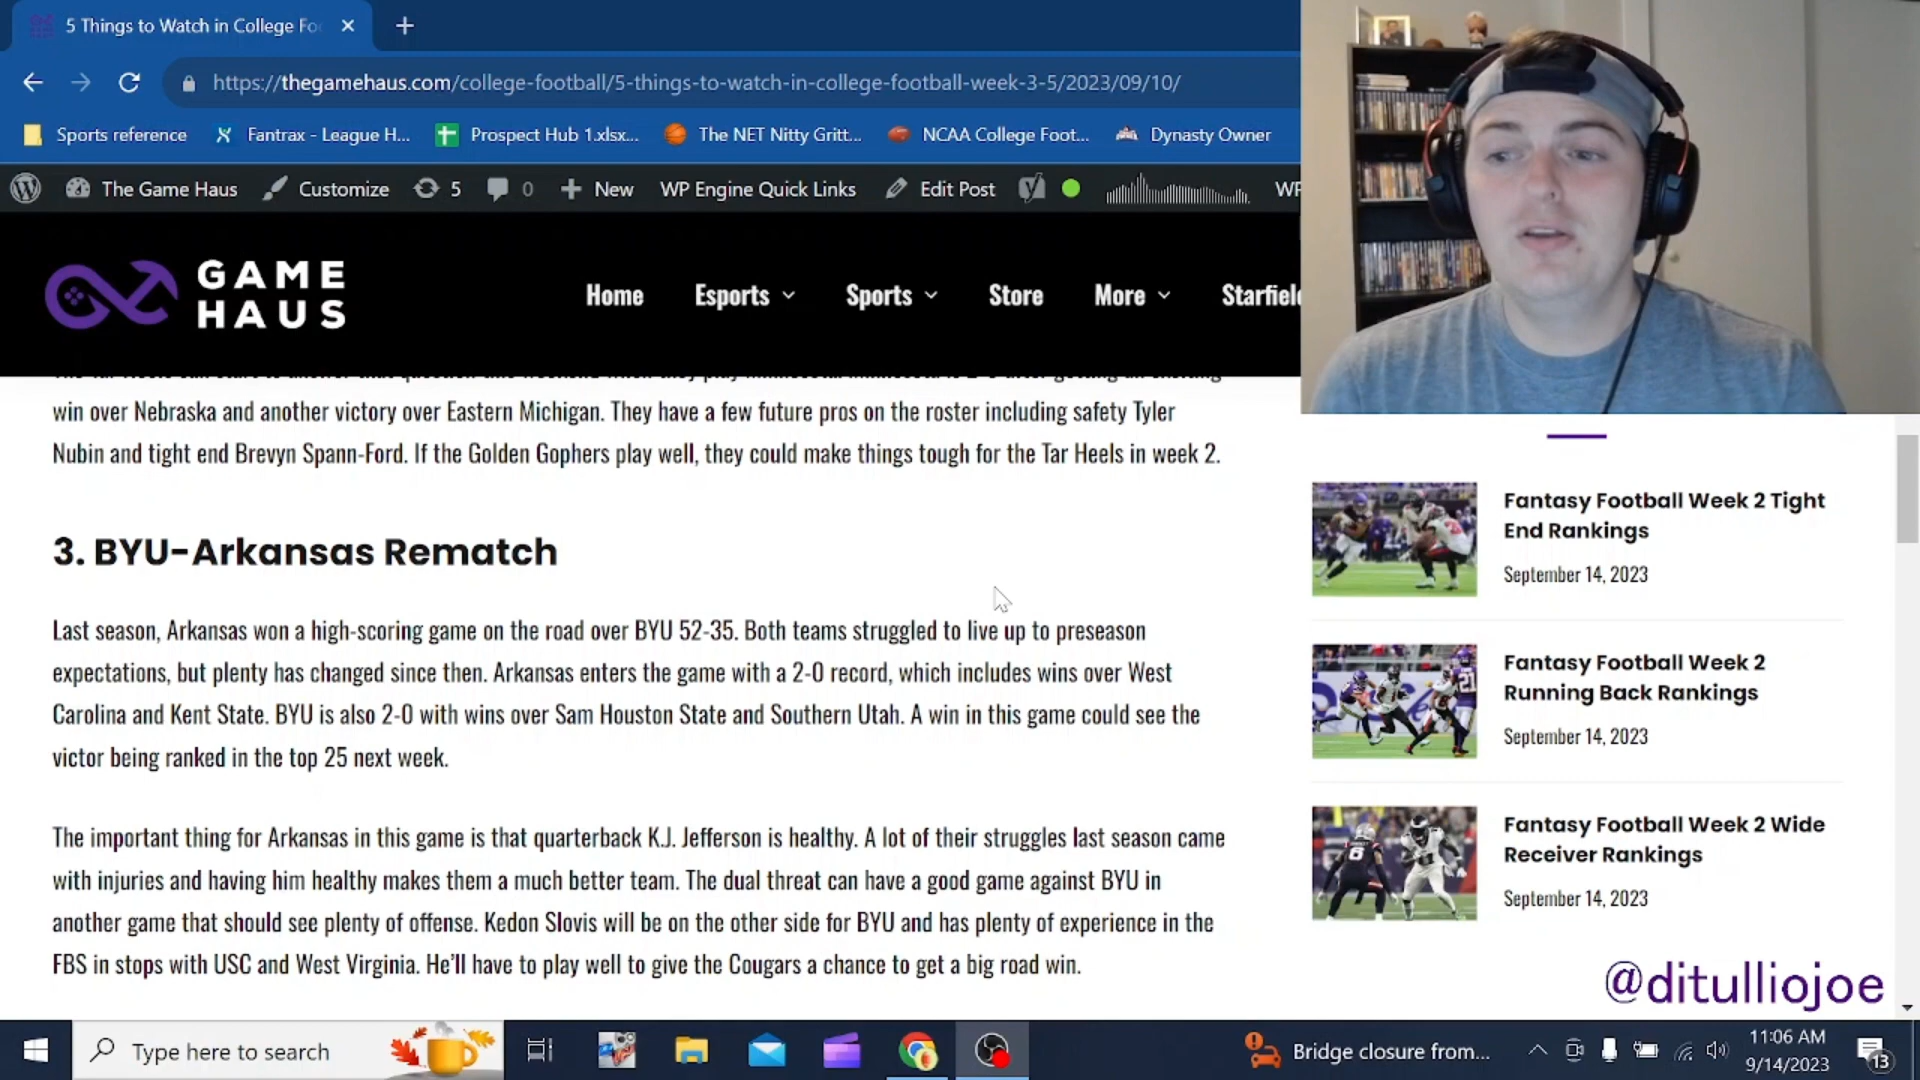 5 Things to Watch in College Fo
https://thegamehaus.com/college-football/5-things-to-watch-in-college-football-week-3-5/2023/09/10/
Sports reference
Fantrax - League H...
Prospect Hub 1.xlsx...
The NET Nitty Gritt...
NCAA College Foot...
Dynasty Owner
The Game Haus
Customize
5
0
New
WP Engine Quick Links
Edit Post
GAME
HAUS
Home
Esports
Sports
Store
More
Starfield
win over Nebraska and another victory over Eastern Michigan. They have a few future pros on the roster including safety Tyler
Nubin and tight end Brevyn Spann-Ford. If the Golden Gophers play well, they could make things tough for the Tar Heels in week 2.
3. BYU-Arkansas Rematch
Last season, Arkansas won a high-scoring game on the road over BYU 52-35. Both teams struggled to live up to preseason
expectations, but plenty has changed since then. Arkansas enters the game with a 2-0 record, which includes wins over West
Carolina and Kent State. BYU is also 2-0 with wins over Sam Houston State and Southern Utah. A win in this game could see the
victor being ranked in the top 25 next week.
The important thing for Arkansas in this game is that quarterback K.J. Jefferson is healthy. A lot of their struggles last season came
with injuries and having him healthy makes them a much better team. The dual threat can have a good game against BYU in
another game that should see plenty of offense. Kedon Slovis will be on the other side for BYU and has plenty of experience in the
FBS in stops with USC and West Virginia. He'll have to play well to give the Cougars a chance to get a big road win.
Fantasy Football Week 2 Tight
End Rankings
September 14, 2023
Fantasy Football Week 2
Running Back Rankings
September 14, 2023
Fantasy Football Week 2 Wide
Receiver Rankings
September 14, 2023
@ditulliojoe
Type here to search
Bridge closure from...
11:06 AM
9/14/2023
13